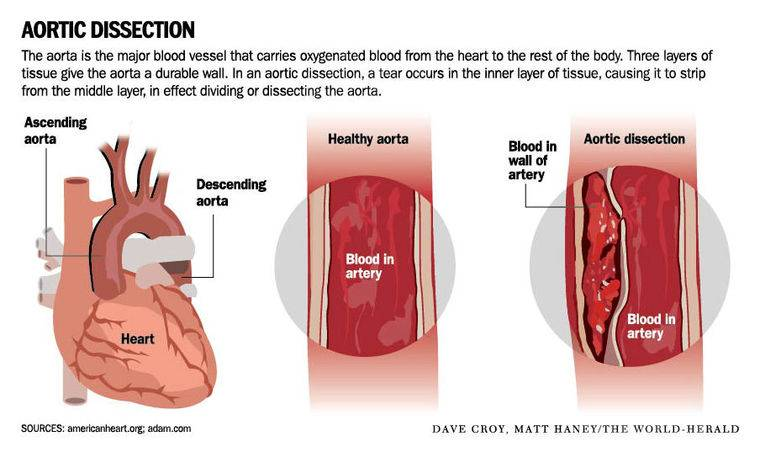 AORTIC DISSECTION
The aorta is the major blood vessel that carries oxygenated blood from the heart to the rest of the body. Three layers of
tissue give the aorta a durable wall. In an aortic dissection, a tear occurs in the inner layer of tissue, causing it to strip
from the middle layer, in effect dividing or dissecting the aorta.
Ascending
aorta
Descending
aorta
Heart
Healthy aorta
Blood in
artery
Aortic dissection
Blood in
wall of
artery
Blood in
artery
SOURCES: americanheart.org; adam.com
DAVE CROY, MATT HANEY/THE WORLD-HERALD